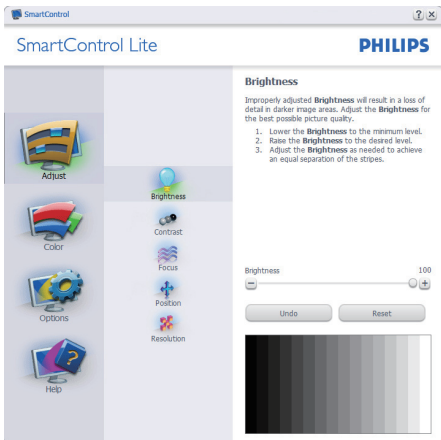 SmartControl
? x
SmartControl Lite
PHILIPS
Adjust
Color
Options
Help
Brightness
Contrast
Focus
Position
Resolution
Brightness
Improperly adjusted Brightness will result in a loss of
detail in darker image areas. Adjust the Brightness for
the best possible picture quality.
1. Lower the Brightness to the minimum level.
2. Raise the Brightness to the desired level.
3. Adjust the Brightness as needed to achieve
an equal separation of the stripes.
Brightness 100
Undo Reset